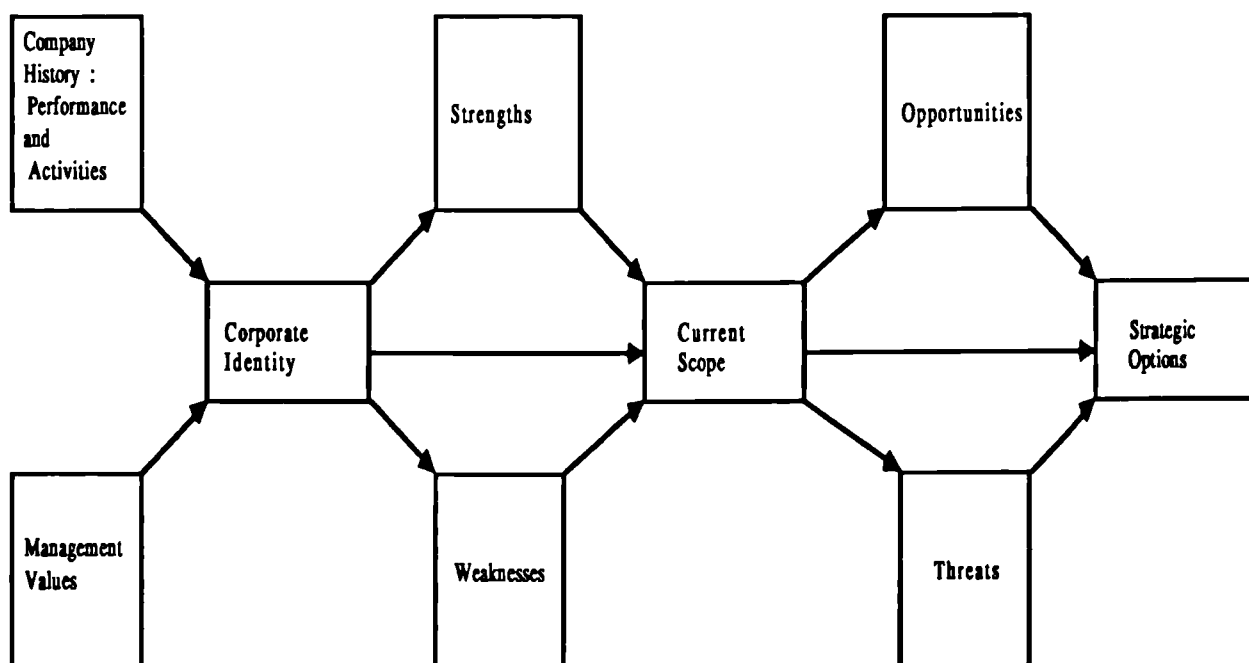 Company
History :
Performance
and
Activities
Strengths
Opportunities
Corporate
Identity
Current
Scope
Strategic
Options
Management
Values
Weaknesses
Threats